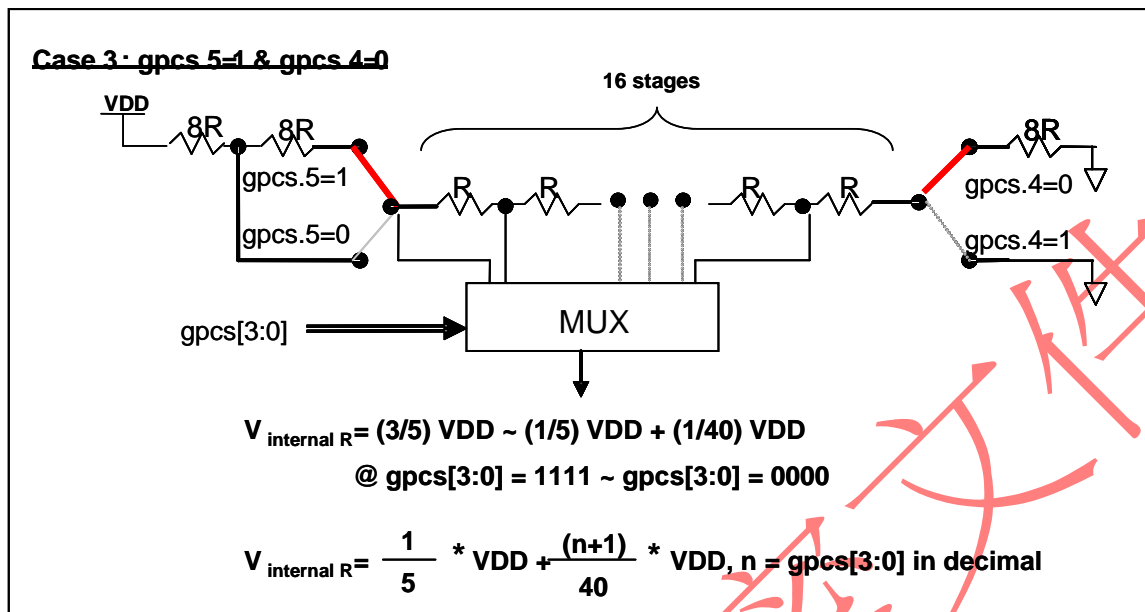 Case 3 : gpcs.5=1 & gpcs.4=0
16 stages
VDD
8R
8R
8R
gpcs.5=1
R
R
R
R
gpcs.4=0
gpcs.5=0
gpcs.4=1
MUX
gpcs[3:0]
V internal R = (3/5) VDD ~ (1/5) VDD + (1/40) VDD
@ gpcs[3:0] = 1111 ~ gpcs[3:0] = 0000
V internal R = 1/5 * VDD + (n+1)/40 * VDD, n = gpcs[3:0] in decimal